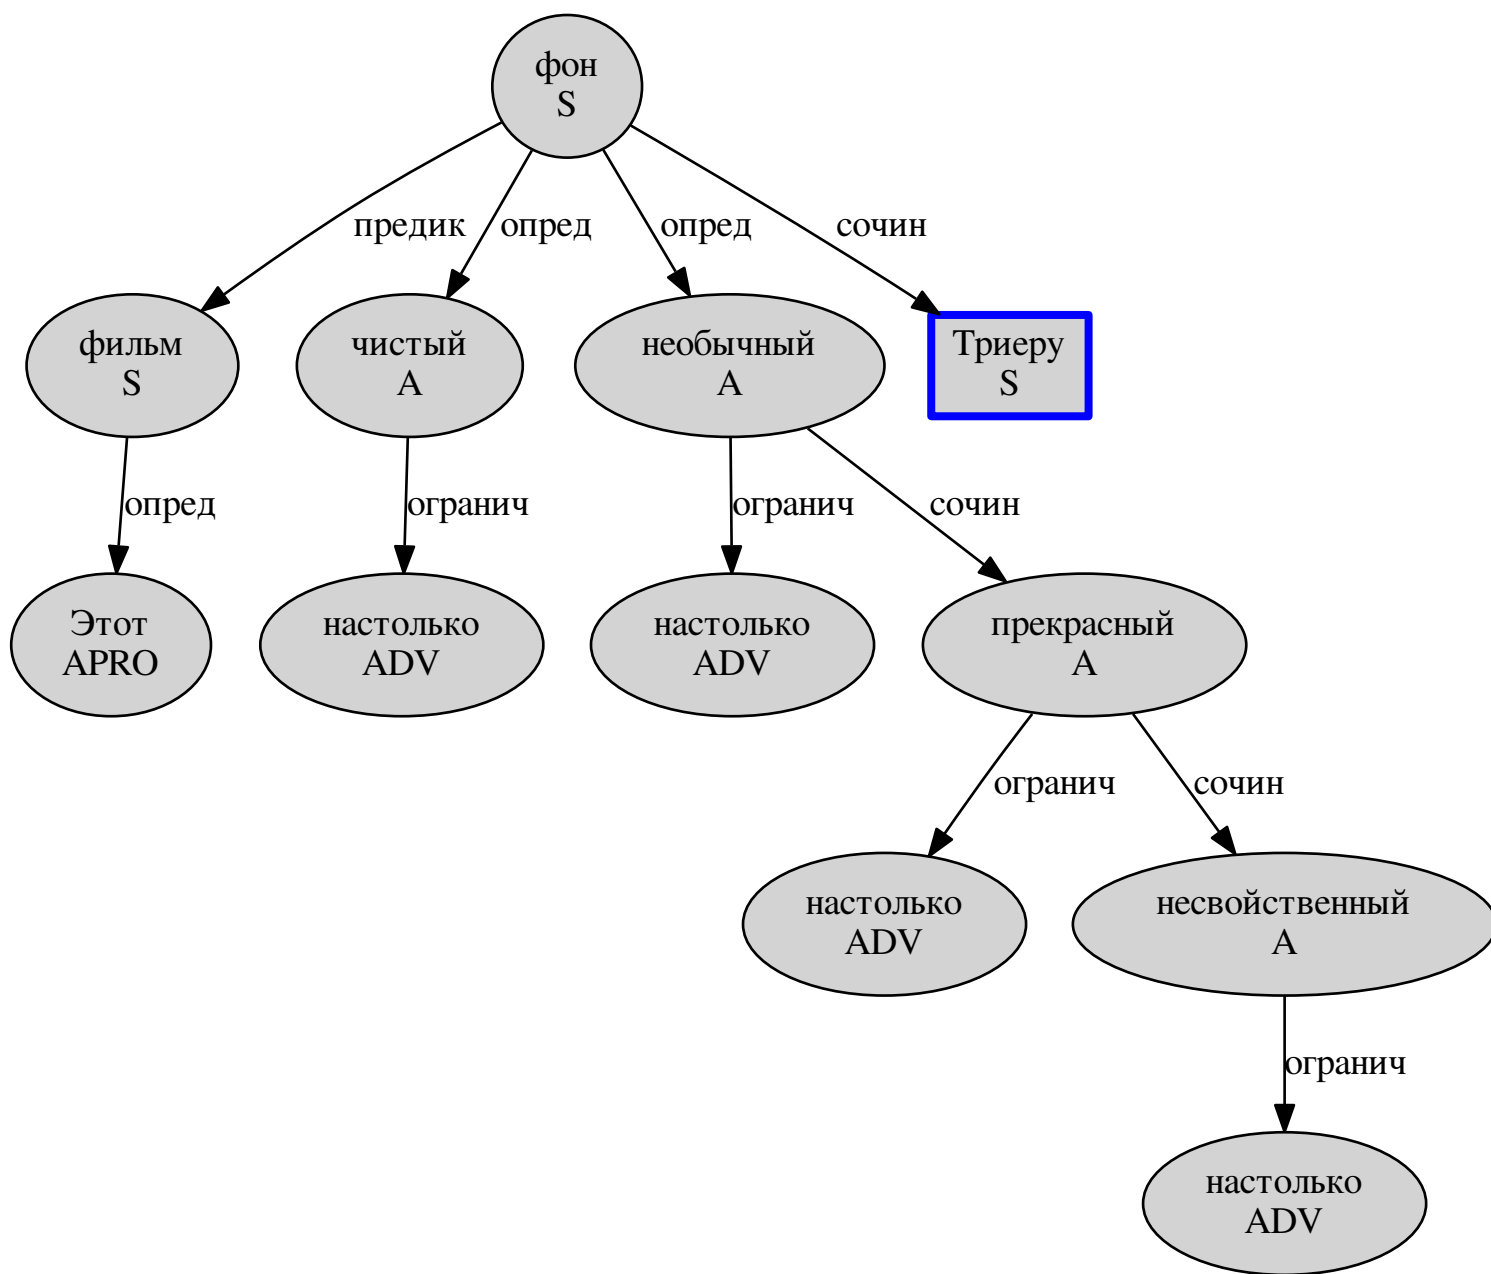 фон
S
предик
опред
опред
сочин
фильм
S
чистый
A
необычный
A
Триеру
S
опред
огранич
огранич
сочин
Этот
APRO
настолько
ADV
настолько
ADV
прекрасный
A
огранич
сочин
настолько
ADV
несвойственный
A
огранич
настолько
ADV